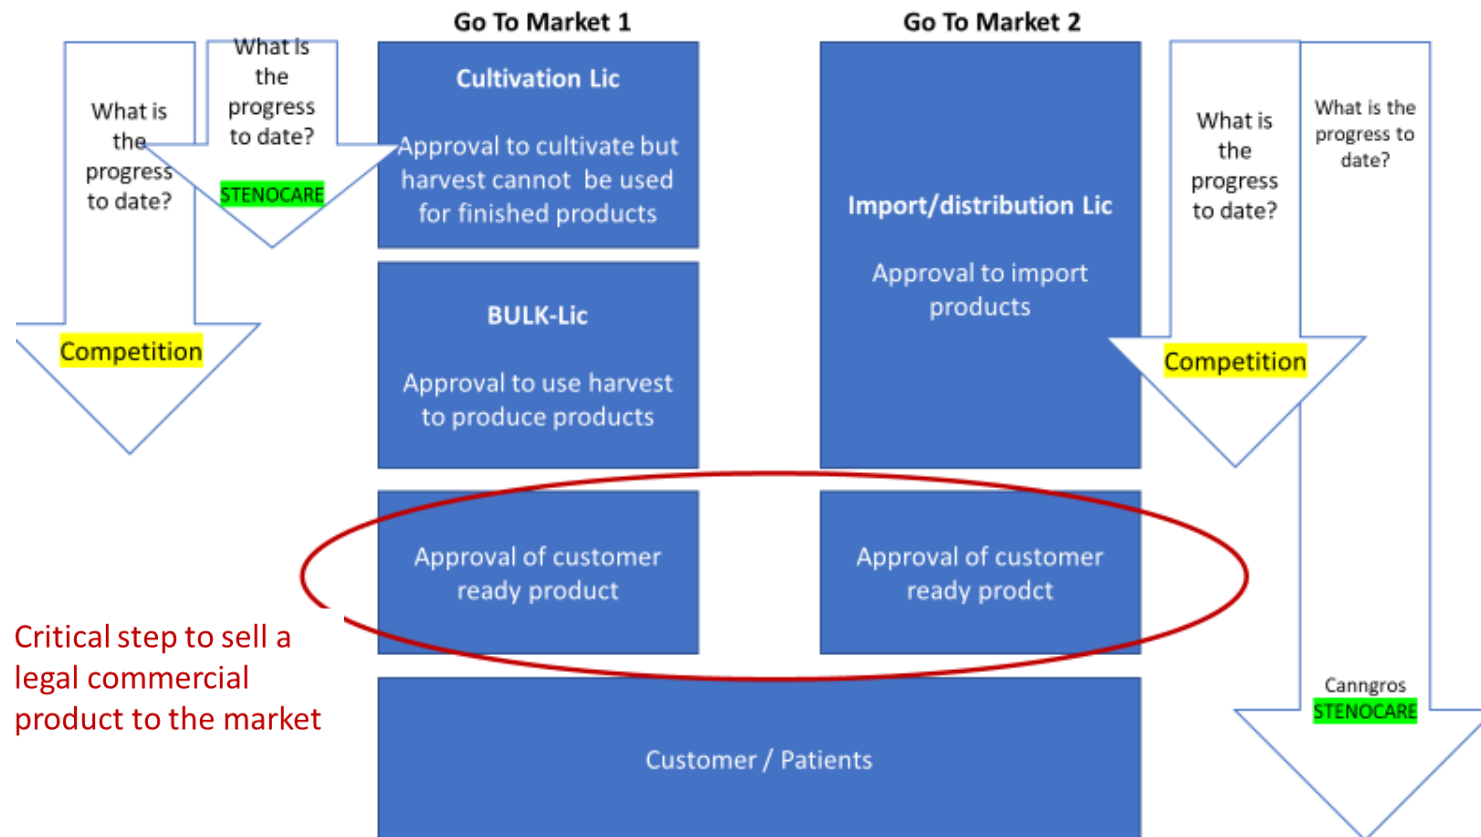 Go To Market 1
Go To Market 2
What is
the
progress
to date?
Competition
What is
the
progress
to date?
STENOCARE
Cultivation Lic
Approval to cultivate but
harvest cannot be used
for finished products
BULK-Lic
Approval to use harvest
to produce products
Approval of customer
ready product
Import/distribution Lic
Approval to import
products
Approval of customer
ready prodct
What is
the
progress
to date?
Competition
What is the
progress to
date?
Canngros
STENOCARE
Critical step to sell a
legal commercial
product to the market
Customer / Patients